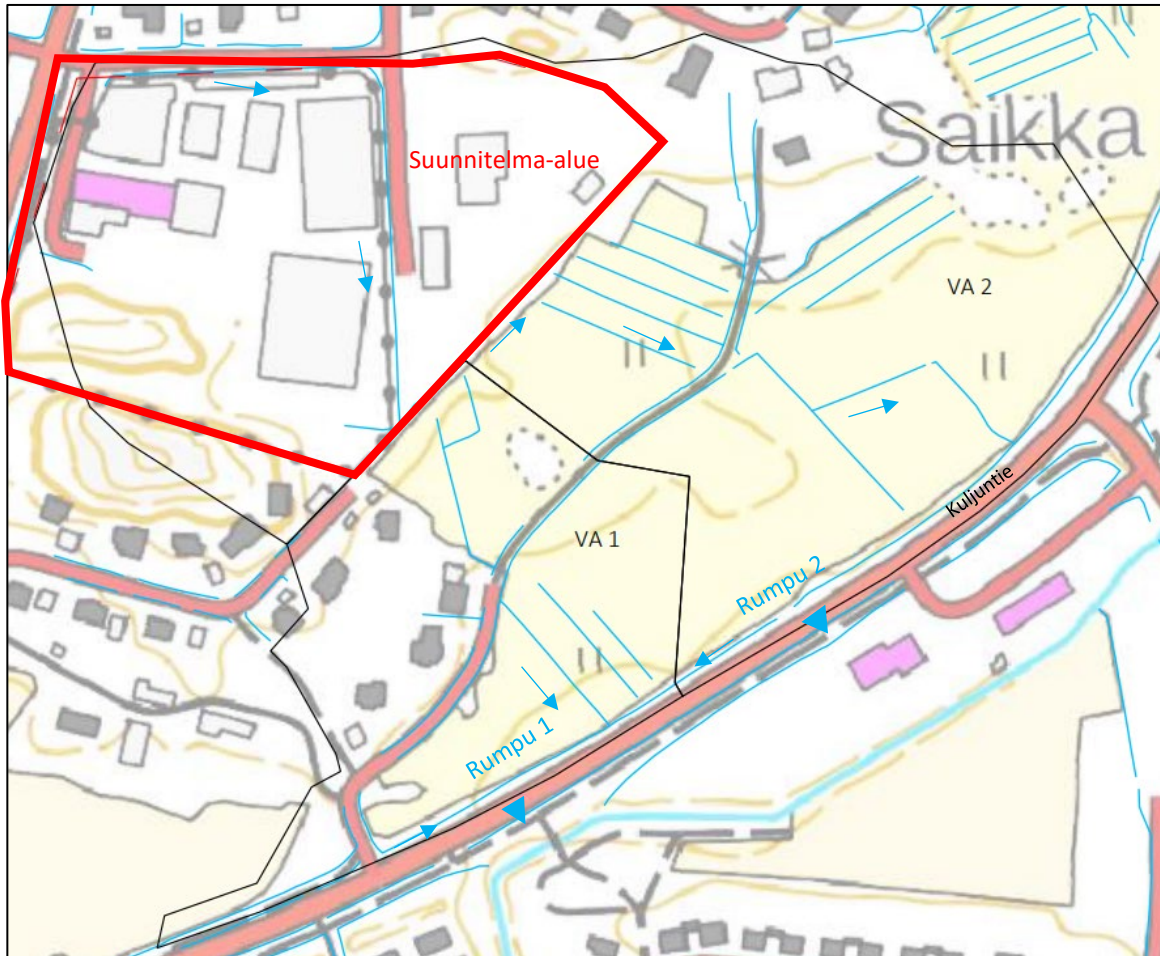 Saikka
Suunnitelma-alue
VA 2
Kuljuntie
VA 1
Rumpu 2
Rumpu 1